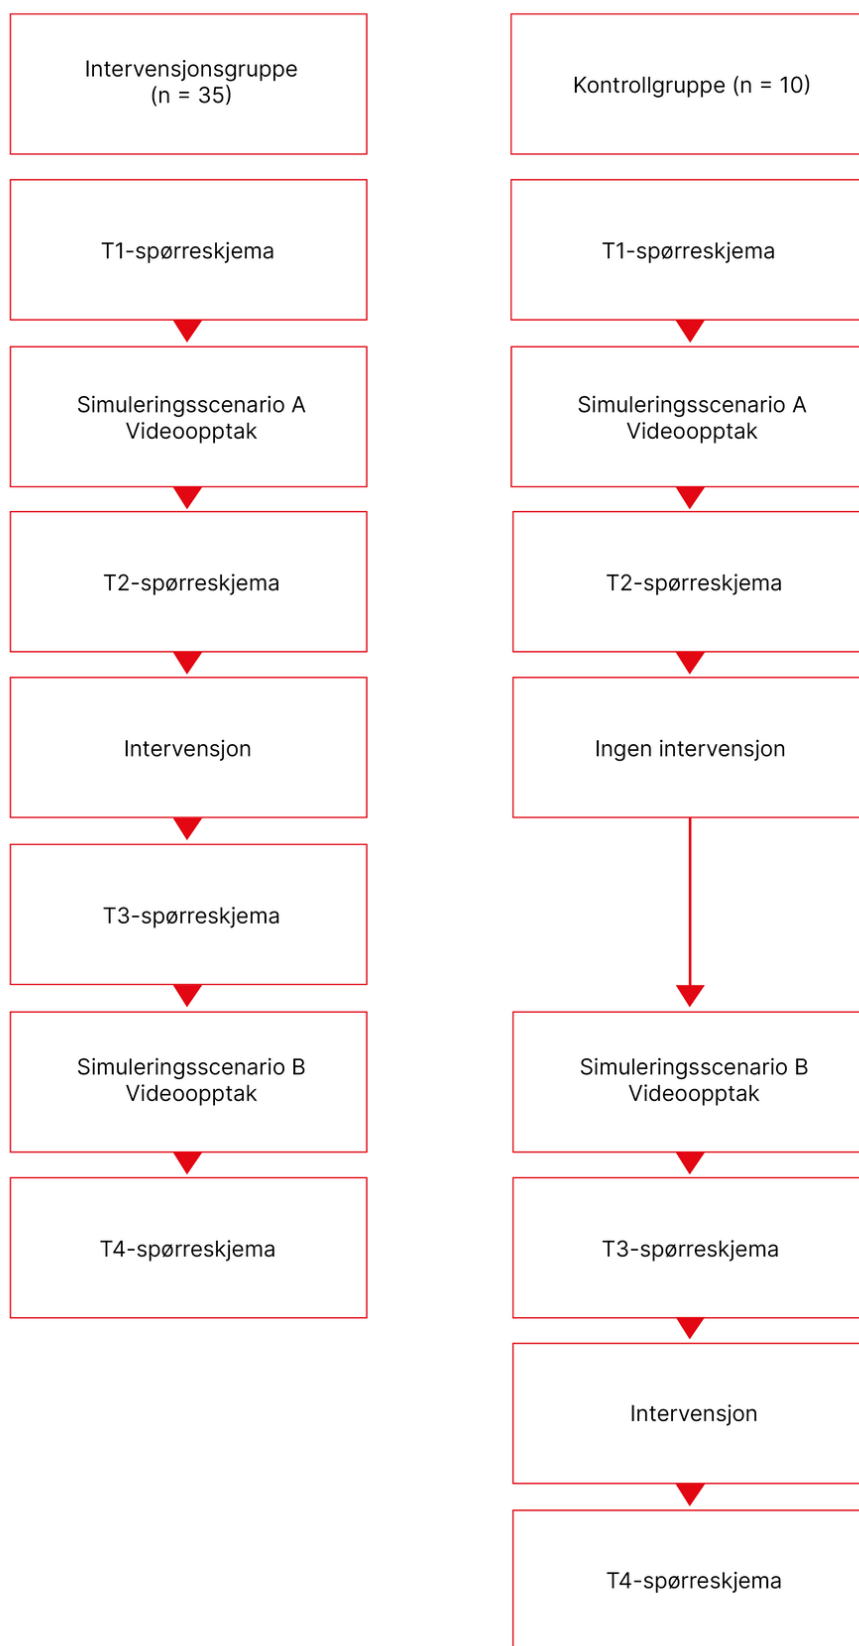 Intervensjonsgruppe
(n = 35)
T1-spørreskjema
Simuleringsscenario A
Videoopptak
T2-spørreskjema
Intervensjon
T3-spørreskjema
Simuleringsscenario B
Videoopptak
T4-spørreskjema
Kontrollgruppe (n = 10)
T1-spørreskjema
Simuleringsscenario A
Videoopptak
T2-spørreskjema
Ingen intervensjon
Simuleringsscenario B
Videoopptak
T3-spørreskjema
Intervensjon
T4-spørreskjema